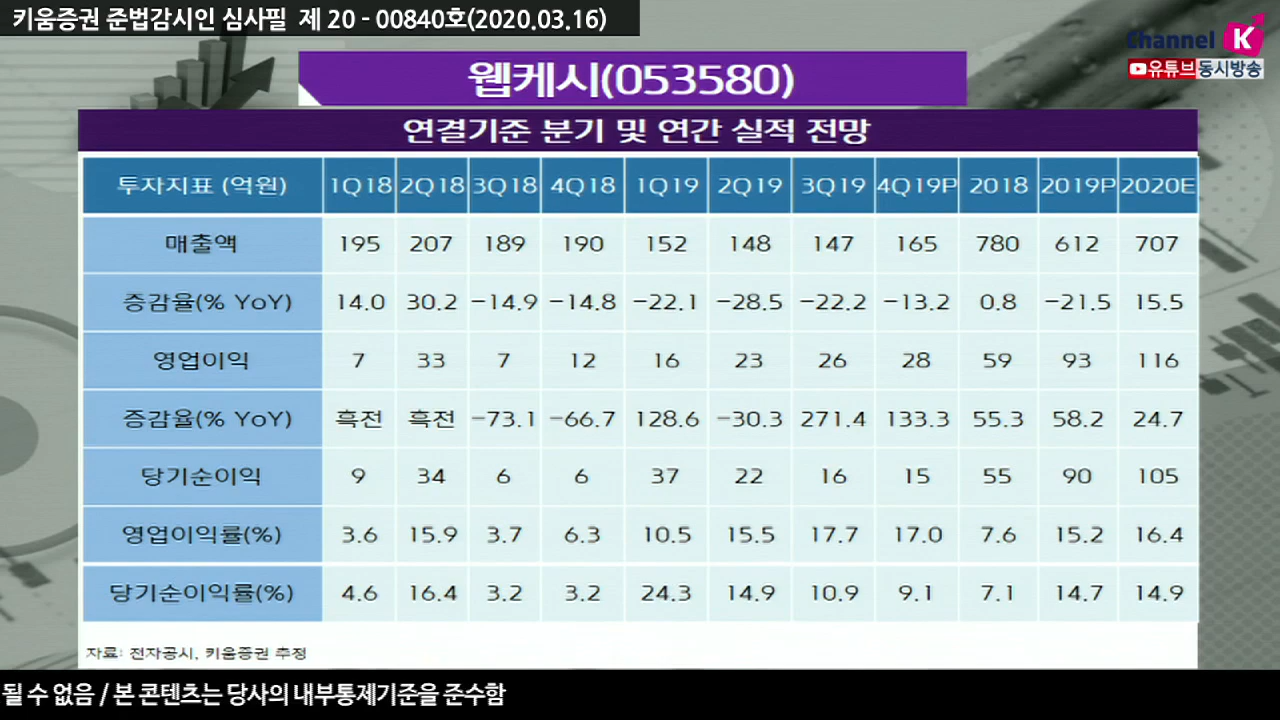 키움증권 준법감시인 심사필 제 20 - 00840호(2020.03.16)
Channel K
유튜브동시방송
웹케시(053580)
연결기준 분기 및 연간 실적 전망
투자지표 (억원) 1Q18 2Q18 3Q18 4Q18 1Q19 2Q19 3Q19 4Q19P 2018 2019P 2020E
매출액 195 207 189 190 152 148 147 165 780 612 707
증감율(% YoY) 14.0 30.2 -14.9 -14.8 -22.1 -28.5 -22.2 -13.2 0.8 -21.5 15.5
영업이익 7 33 7 12 16 23 26 28 59 93 116
증감율(% YoY) 흑전 흑전 -73.1 -66.7 128.6 -30.3 271.4 133.3 55.3 58.2 24.7
당기순이익 9 34 6 6 37 22 16 15 55 90 105
영업이익률(%) 3.6 15.9 3.7 6.3 10.5 15.5 17.7 17.0 7.6 15.2 16.4
당기순이익률(%) 4.6 16.4 3.2 3.2 24.3 14.9 10.9 9.1 7.1 14.7 14.9
자료: 전자공시, 키움증권 추정
될 수 없음 / 본 콘텐츠는 당사의 내부통제기준을 준수함